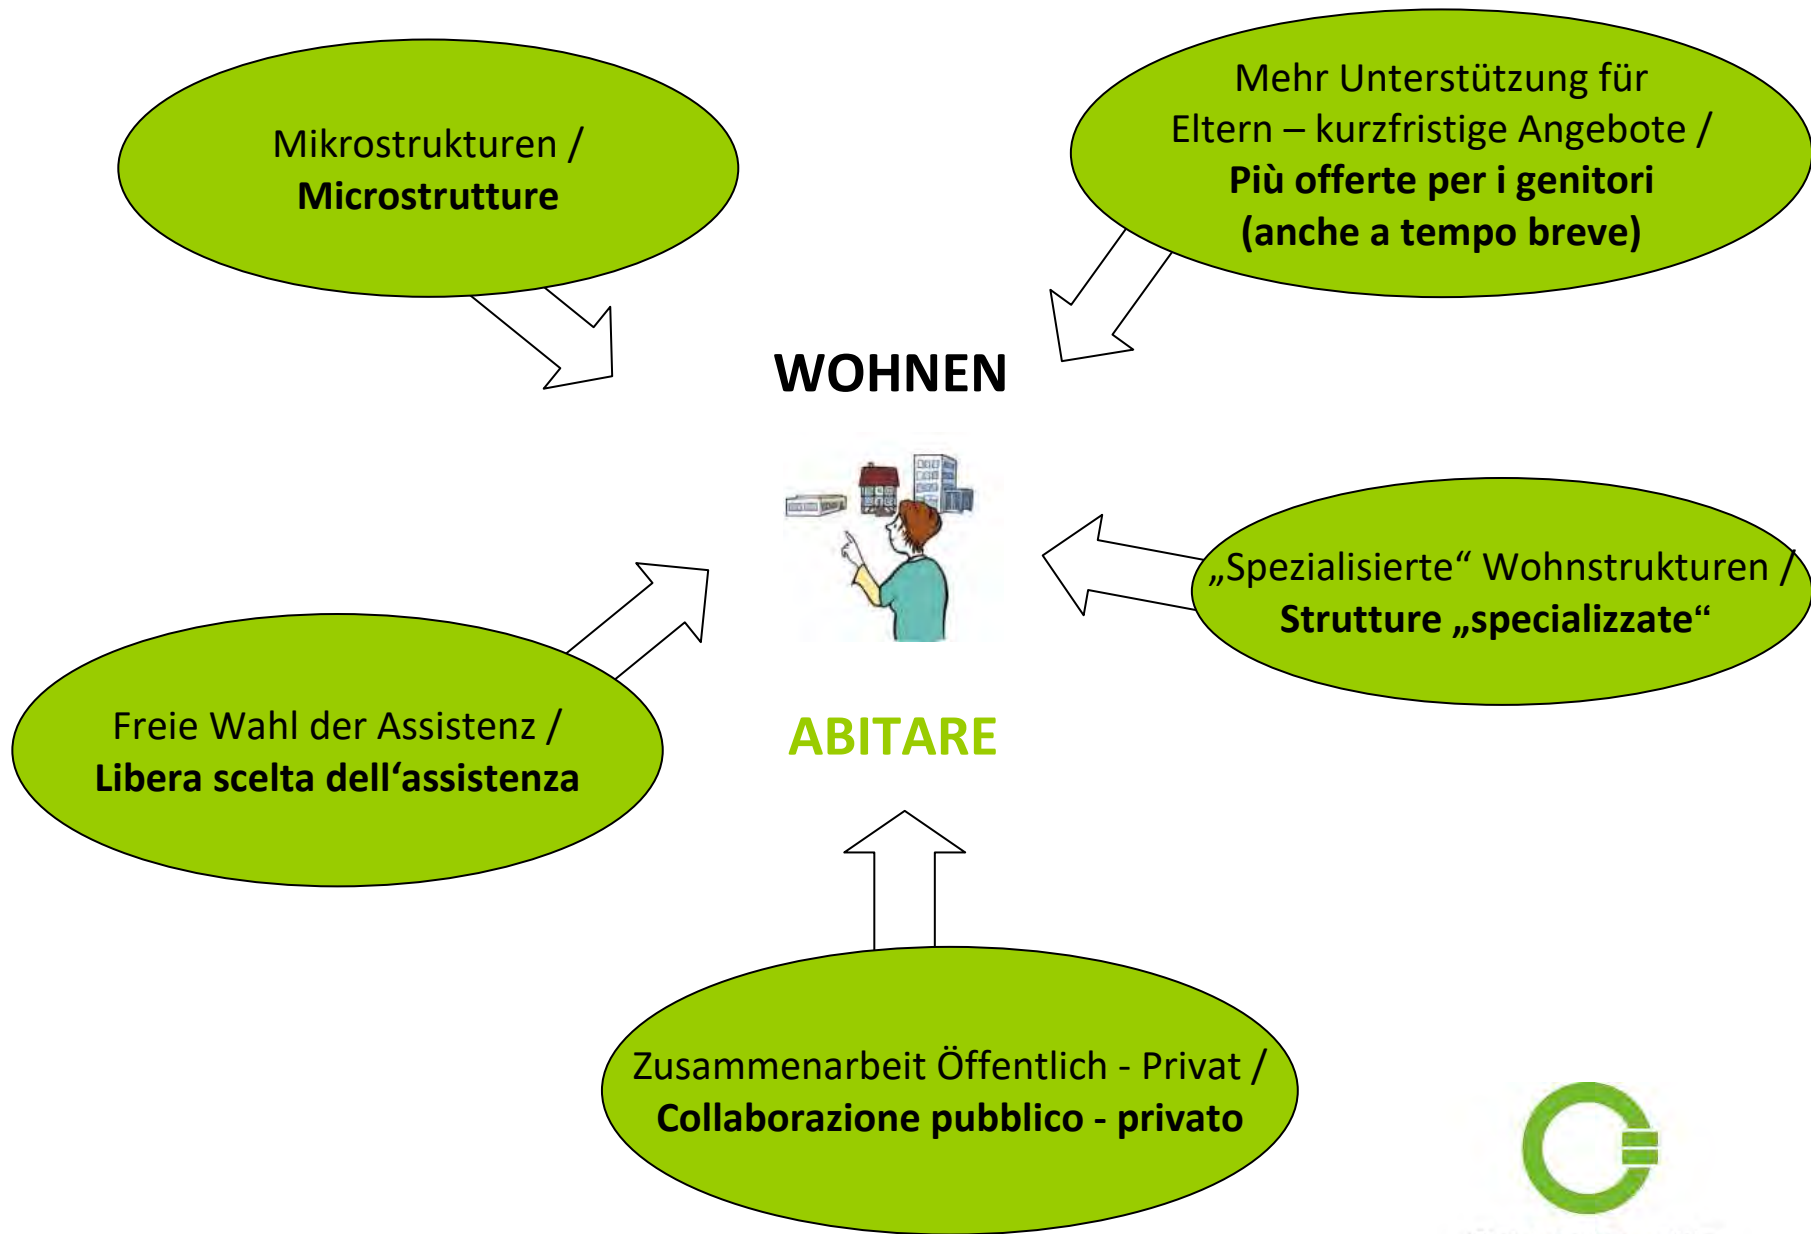 Mikrostrukturen /
Microstrutture
Mehr Unterstützung für
Eltern – kurzfristige Angebote /
Più offerte per i genitori
(anche a tempo breve)
WOHNEN
„Spezialisierte“ Wohnstrukturen /
Strutture „specializzate“
Freie Wahl der Assistenz /
Libera scelta dell‘assistenza
ABITARE
Zusammenarbeit Öffentlich - Privat /
Collaborazione pubblico - privato